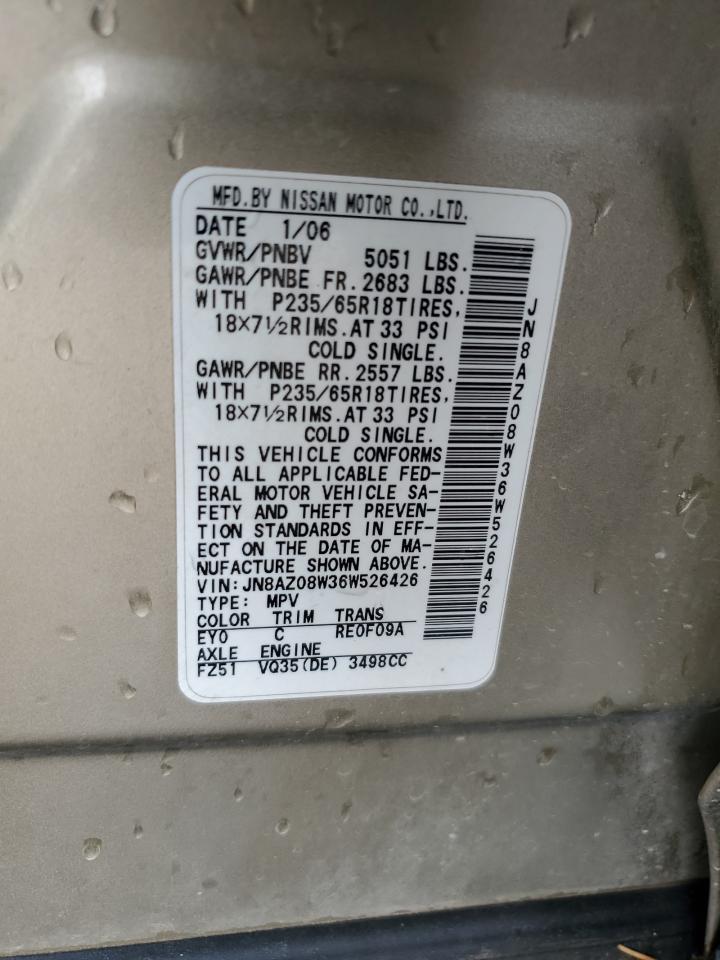 MFD.BY NISSAN MOTOR CO.,LTD.
DATE 1/06
GVWR/PNBV 5051 LBS.
GAWR/PNBE FR. 2683 LBS.
WITH P235/65R18TIRES,
18×7½RIMS.AT 33 PSI
COLD SINGLE.
GAWR/PNBE RR. 2557 LBS.
WITH P235/65R18TIRES,
18×7½RIMS.AT 33 PSI
COLD SINGLE.
THIS VEHICLE CONFORMS
TO ALL APPLICABLE FED-
ERAL MOTOR VEHICLE SA-
FETY AND THEFT PREVEN-
TION STANDARDS IN EFF-
ECT ON THE DATE OF MA-
NUFACTURE SHOWN ABOVE.
VIN:JN8AZ08W36W526426
TYPE: MPV
COLOR TRIM TRANS
EY0 C RE0F09A
AXLE ENGINE
FZ51 VQ35(DE) 3498CC
JN8AZ08W36W526426